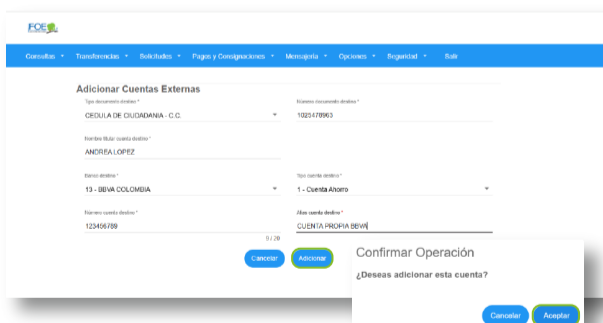 FOE
Consultas Transferencias Solicitudes Pagos y Consignaciones Mensajería Opciones Seguridad Salir
Adicionar Cuentas Externas
Tipo documento destino * Número documento destino *
CEDULA DE CIUDADANIA - C.C. 1025478963
Nombre titular cuenta destino *
ANDREA LOPEZ
Banco destino * Tipo cuenta destino *
13 - BBVA COLOMBIA 1 - Cuenta Ahorro
Número cuenta destino * Alias cuenta destino *
123456789 CUENTA PROPIA BBVA
9 / 20
Cancelar Adicionar
Confirmar Operación
¿Deseas adicionar esta cuenta?
Cancelar Aceptar